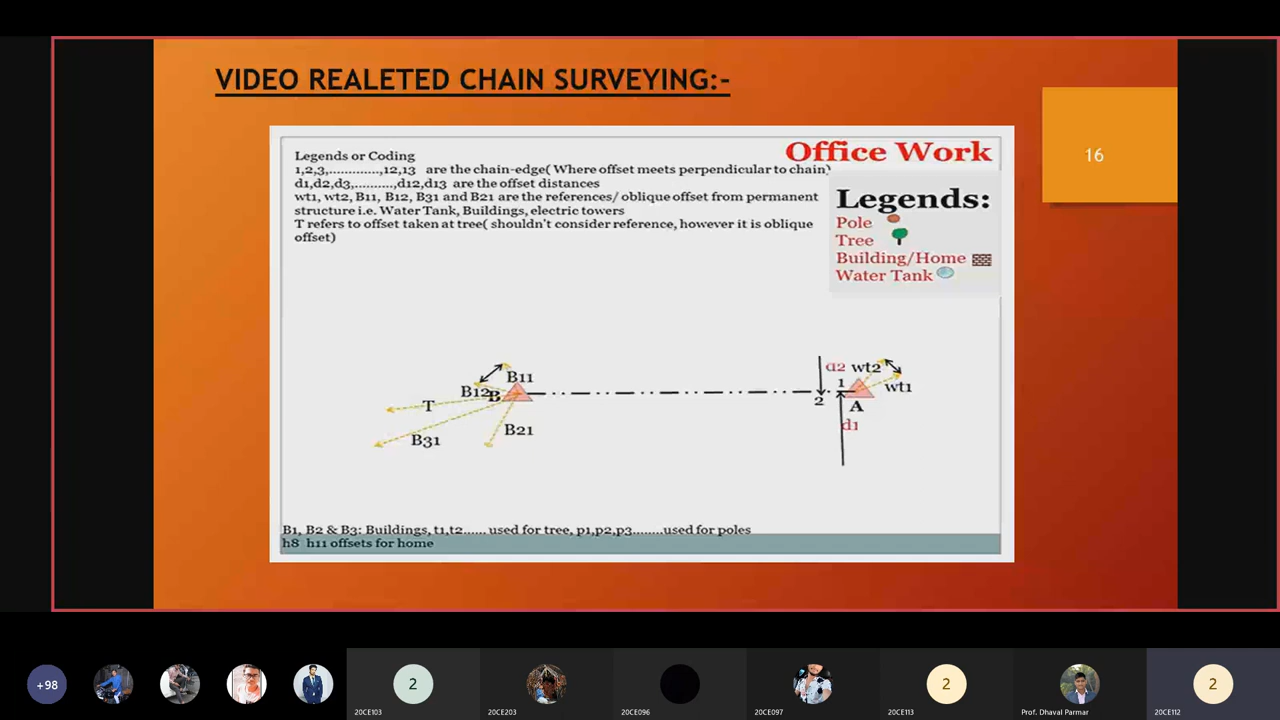 VIDEO REALETED CHAIN SURVEYING:-
16
Office Work
Legends or Coding
1,2,3,............,12,13 are the chain-edge( Where offset meets perpendicular to chain)
d1,d2,d3,..........,d12,d13 are the offset distances
wt1, wt2, B11, B12, B31 and B21 are the references/ oblique offset from permanent
structure i.e. Water Tank, Buildings, electric towers
T refers to offset taken at tree( shouldn't consider reference, however it is oblique
offset)
Legends:
Pole
Tree
Building/Home
Water Tank
B11
B12
B
T
B31
B21
d2
wt2
1
wt1
2
A
d1
B1, B2 & B3: Buildings, t1,t2...... used for tree, p1,p2,p3........used for poles
h8 h11 offsets for home
+98
2
20CE103
20CE203
20CE096
20CE097
2
20CE113
Prof. Dhaval Parmar
2
20CE112